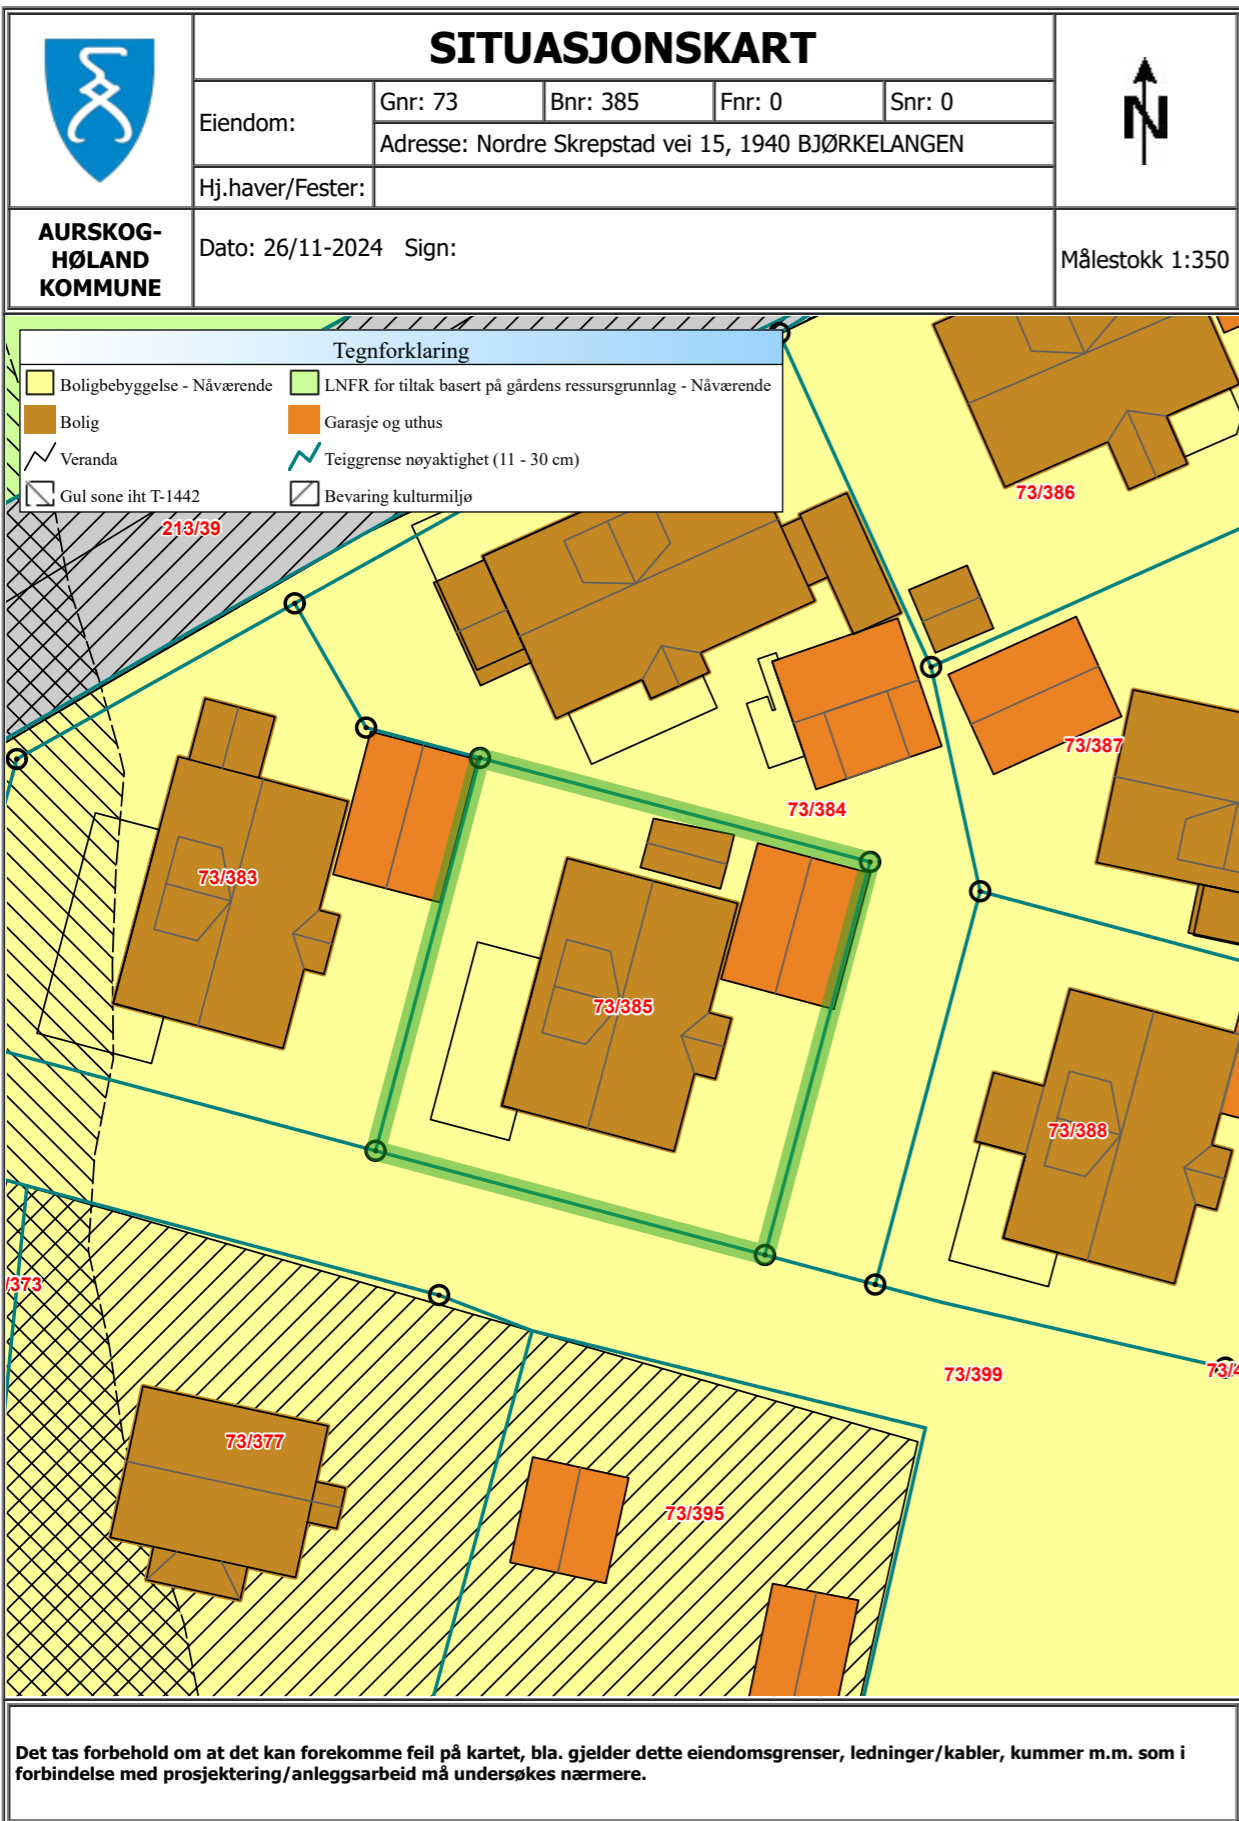 SITUASJONSKART
Eiendom:
Gnr: 73
Bnr: 385
Fnr: 0
Snr: 0
Adresse: Nordre Skrepstad vei 15, 1940 BJØRKELANGEN
Hj.haver/Fester:
N
AURSKOG-
HØLAND
KOMMUNE
Dato: 26/11-2024 Sign:
Målestokk 1:350
Tegnforklaring
Boligbebyggelse - Nåværende
LNFR for tiltak basert på gårdens ressursgrunnlag - Nåværende
Bolig
Garasje og uthus
Veranda
Teiggrense nøyaktighet (11 - 30 cm)
Gul sone iht T-1442
Bevaring kulturmiljø
73/386
213/39
73/387
73/384
73/383
73/385
73/388
/373
73/399
73/4
73/377
73/395
Det tas forbehold om at det kan forekomme feil på kartet, bla. gjelder dette eiendomsgrenser, ledninger/kabler, kummer m.m. som i
forbindelse med prosjektering/anleggsarbeid må undersøkes nærmere.